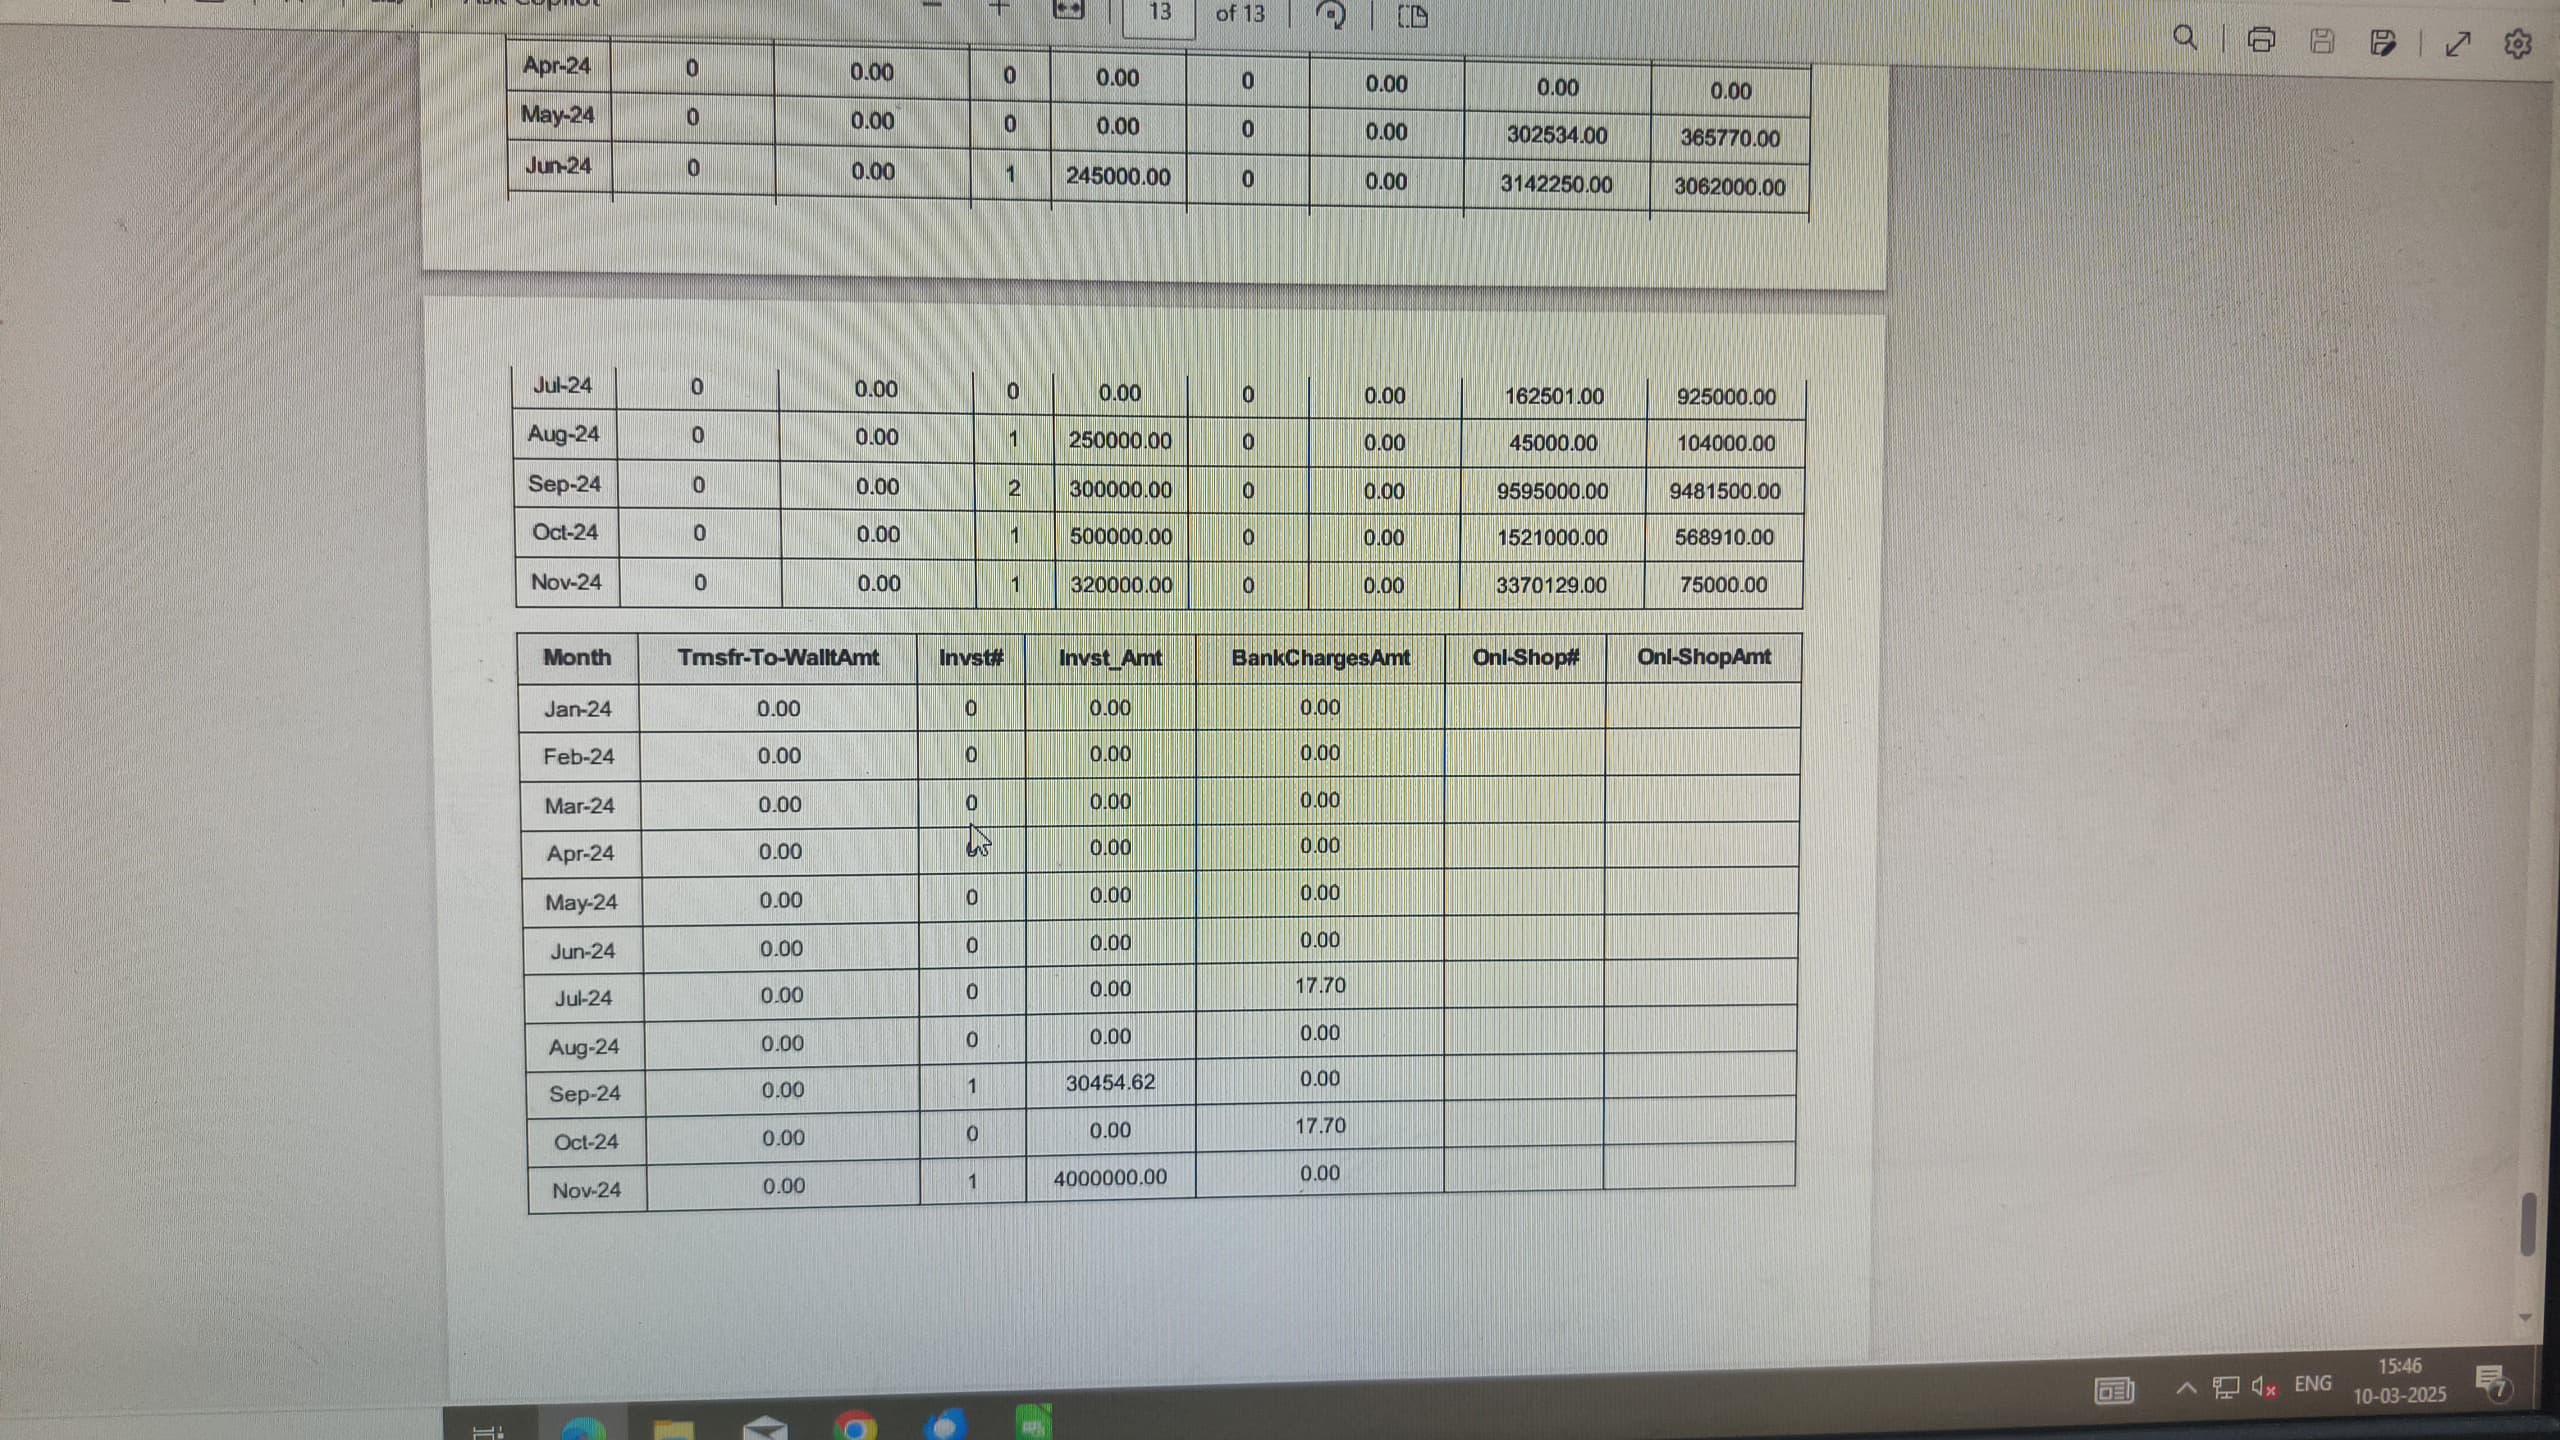 13 of 13
Apr-24 0 0.00 0 0.00 0 0.00 0.00 0.00
May-24 0 0.00 0 0.00 0 0.00 302534.00 365770.00
Jun-24 0 0.00 1 245000.00 0 0.00 3142250.00 3062000.00
Jul-24 0 0.00 0 0.00 0 0.00 162501.00 925000.00
Aug-24 0 0.00 1 250000.00 0 0.00 45000.00 104000.00
Sep-24 0 0.00 2 300000.00 0 0.00 9595000.00 9481500.00
Oct-24 0 0.00 1 500000.00 0 0.00 1521000.00 568910.00
Nov-24 0 0.00 1 320000.00 0 0.00 3370129.00 75000.00
Month Trnsfr-To-WalltAmt Invst# Invst_Amt BankChargesAmt Onl-Shop# Onl-ShopAmt
Jan-24 0.00 0 0.00 0.00
Feb-24 0.00 0 0.00 0.00
Mar-24 0.00 0 0.00 0.00
Apr-24 0.00 0.00 0.00
May-24 0.00 0 0.00 0.00
Jun-24 0.00 0 0.00 0.00
Jul-24 0.00 0 0.00 17.70
Aug-24 0.00 0 0.00 0.00
Sep-24 0.00 1 30454.62 0.00
Oct-24 0.00 0 0.00 17.70
Nov-24 0.00 1 4000000.00 0.00
ENG 15:46
10-03-2025
7